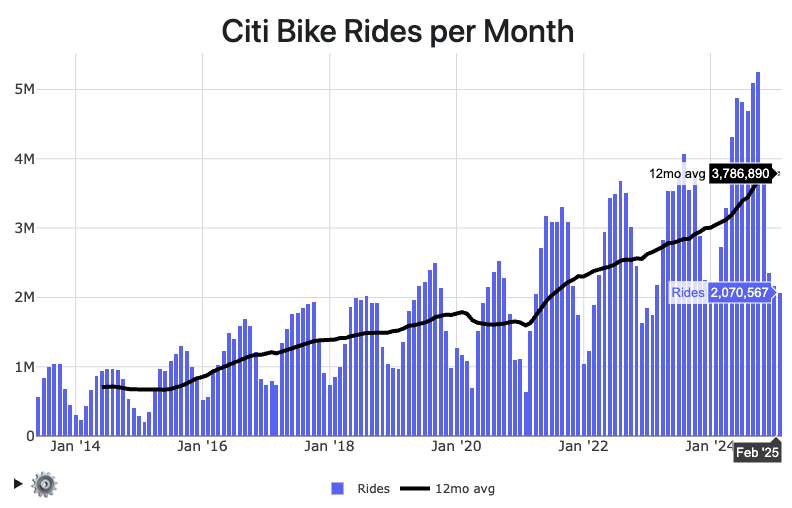 Citi Bike Rides per Month
5M
4M
12mo avg 3,786,890
3M
Rides 2,070,567
2M
1M
0
Jan '14 Jan '16 Jan '18 Jan '20 Jan '22 Jan '24
Feb '25
Rides 12mo avg